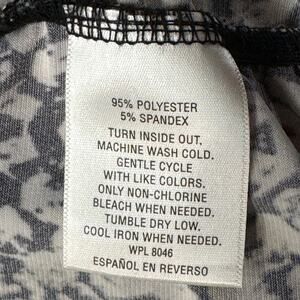 95% POLYESTER
5% SPANDEX
TURN INSIDE OUT.
MACHINE WASH COLD.
GENTLE CYCLE
WITH LIKE COLORS.
ONLY NON-CHLORINE
BLEACH WHEN NEEDED.
TUMBLE DRY LOW.
COOL IRON WHEN NEEDED.
WPL 8046
ESPAÑOL EN REVERSO